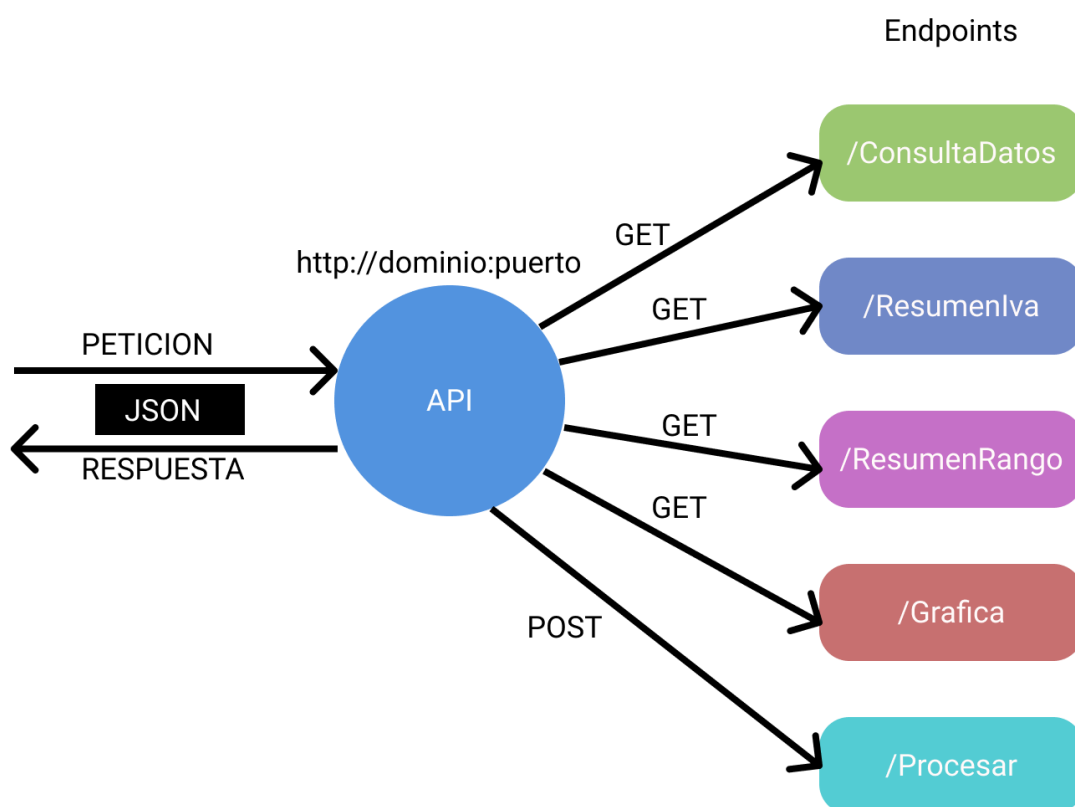 Endpoints
/ConsultaDatos
GET
http://dominio:puerto
/ResumenIva
GET
PETICION
JSON
API
GET
/ResumenRango
RESPUESTA
GET
/Grafica
POST
/Procesar